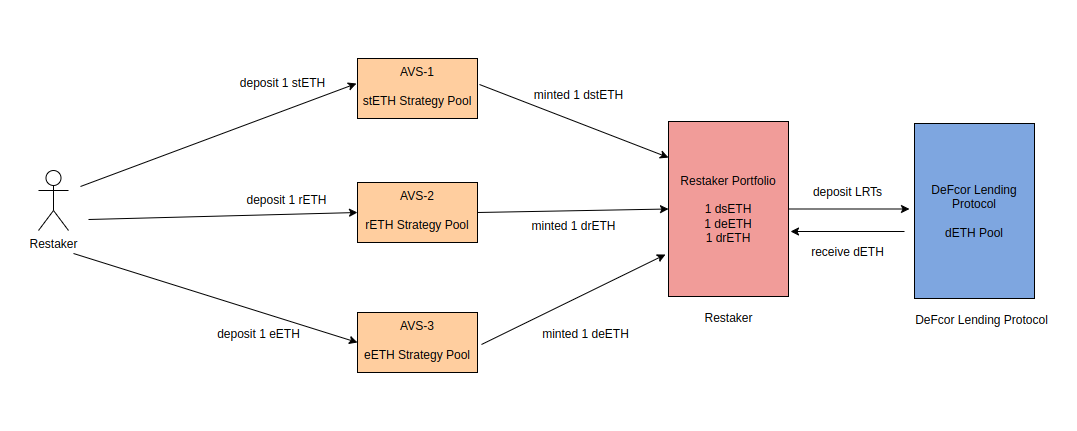 deposit 1 stETH
AVS-1
stETH Strategy Pool
minted 1 dstETH
Restaker
deposit 1 rETH
AVS-2
rETH Strategy Pool
minted 1 drETH
deposit 1 eETH
AVS-3
eETH Strategy Pool
minted 1 deETH
Restaker Portfolio
1 dsETH
1 deETH
1 drETH
Restaker
deposit LRTs
receive dETH
DeFcor Lending
Protocol
dETH Pool
DeFcor Lending Protocol